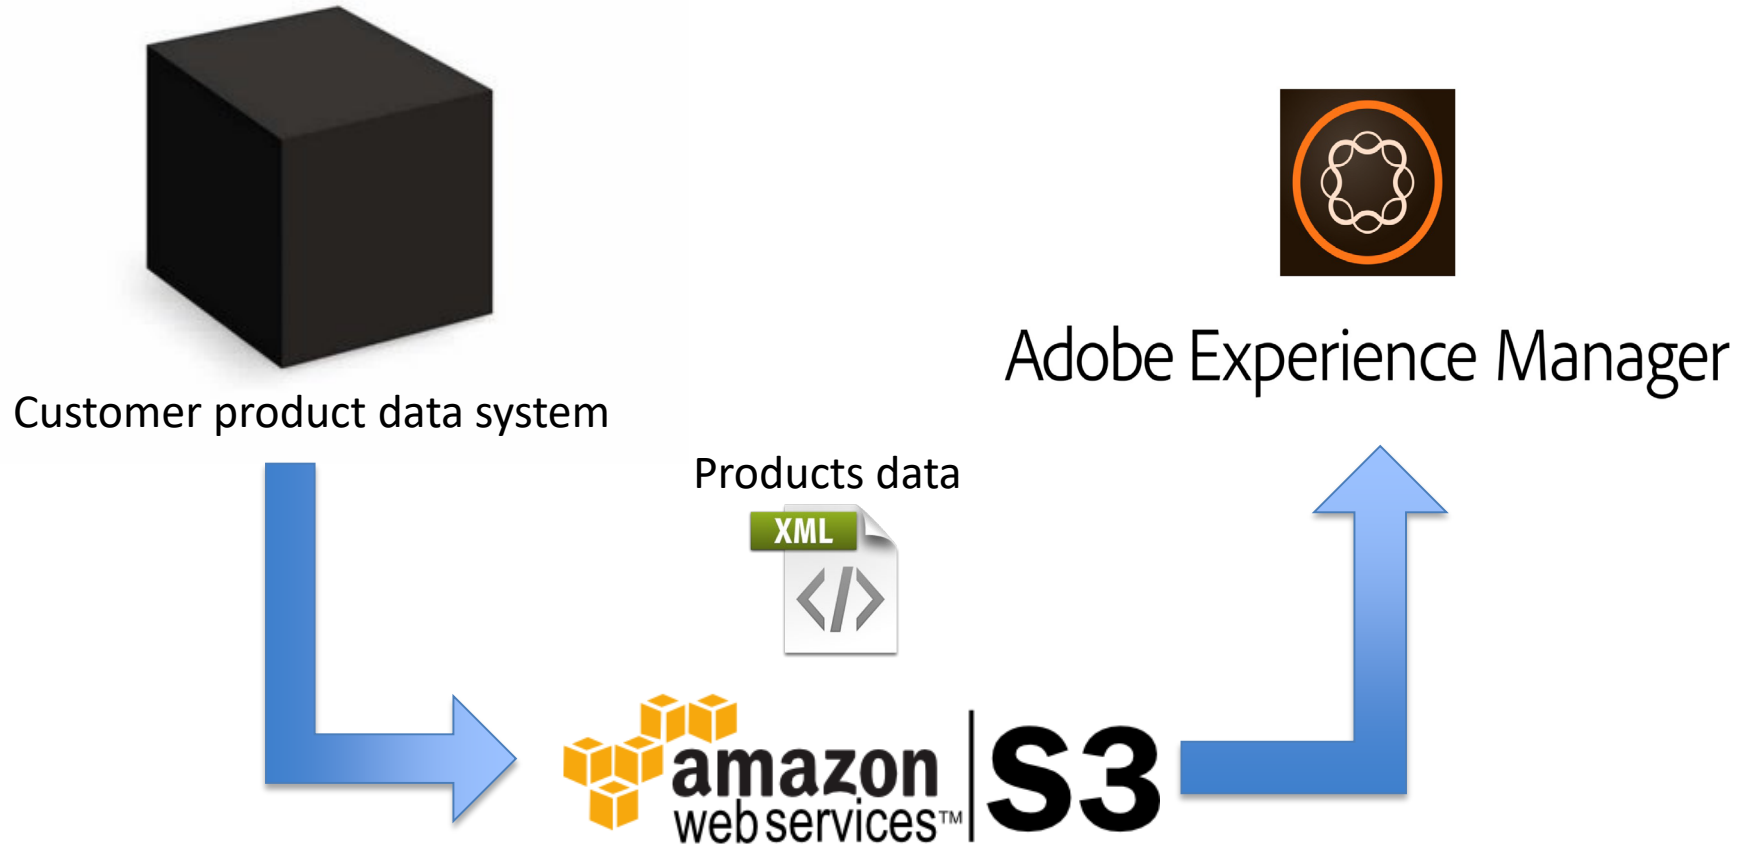 Customer product data system
Adobe Experience Manager
Products data
XML
</>
amazon
web services™
S3